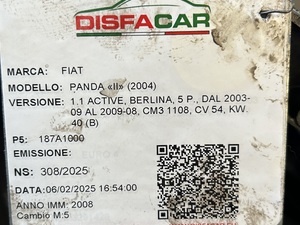 DISFACAR
MARCA: FIAT
MODELLO: PANDA «II» (2004)
VERSIONE: 1.1 ACTIVE, BERLINA, 5 P., DAL 2003-
09 AL 2009-08, CM3 1108, CV 54, KW
40 (B)
P5: 187A1000
EMISSIONE:
NS: 308/2025
DATA:06/02/2025 16:54:00
ANNO IMM: 2008
Cambio M:5